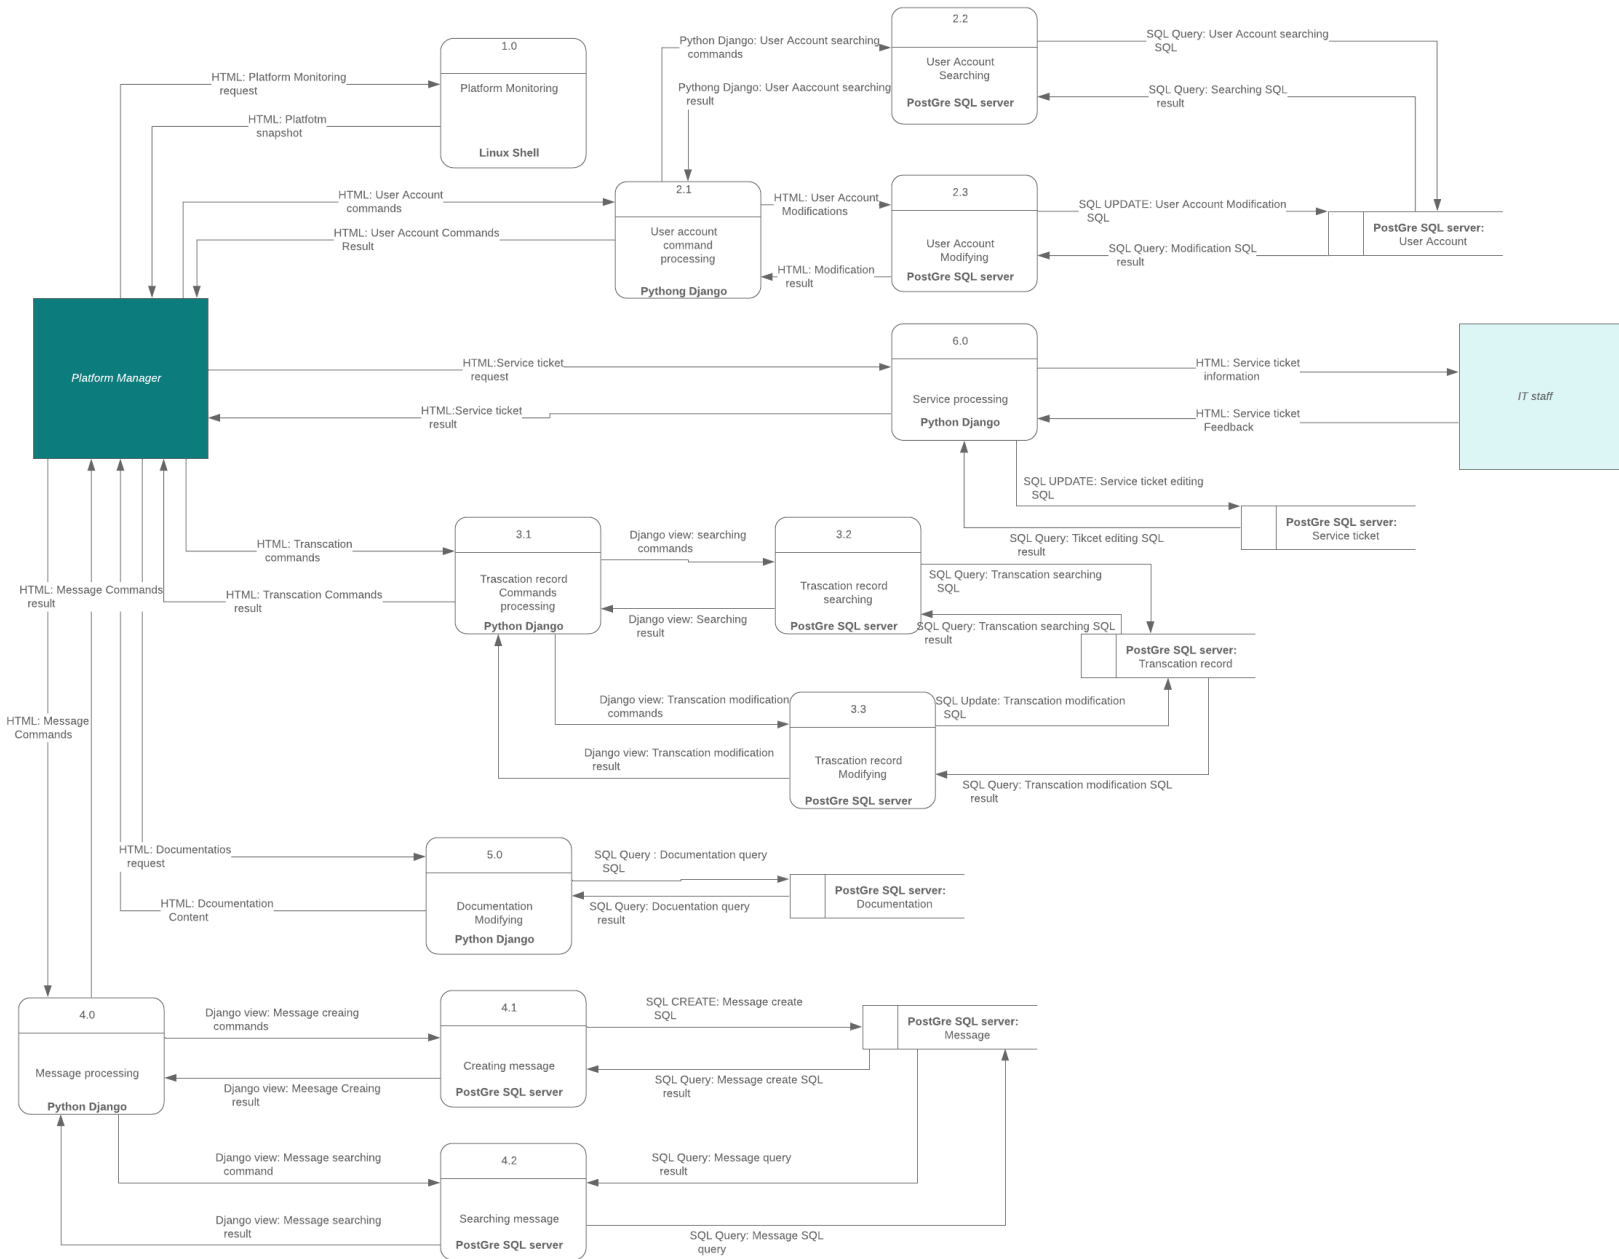 2.2
User Account
Searching
PostGre SQL server
Python Django: User Account searching
commands
SQL Query: User Account searching
SQL
Pythong Django: User Aaccount searching
result
SQL Query: Searching SQL
result
1.0
Platform Monitoring
Linux Shell
HTML: Platform Monitoring
request
HTML: Platfotm
snapshot
HTML: User Account
commands
HTML: User Account Commands
Result
2.1
User account
command
processing
Pythong Django
HTML: User Account
Modifications
HTML: Modification
result
2.3
User Account
Modifying
PostGre SQL server
SQL UPDATE: User Account Modification
SQL
SQL Query: Modification SQL
result
PostGre SQL server:
User Account
Platform Manager
HTML:Service ticket
request
HTML:Service ticket
result
6.0
Service processing
Python Django
HTML: Service ticket
information
HTML: Service ticket
Feedback
IT staff
SQL UPDATE: Service ticket editing
SQL
SQL Query: Tikcet editing SQL
result
PostGre SQL server:
Service ticket
HTML: Transcation
commands
HTML: Transcation Commands
result
3.1
Trascation record
Commands
processing
Python Django
Django view: searching
commands
Django view: Searching
result
3.2
Trascation record
searching
PostGre SQL server
SQL Query: Transcation searching
SQL
SQL Query: Transcation searching SQL
result
PostGre SQL server:
Transcation record
HTML: Message Commands
result
HTML: Message
Commands
Django view: Transcation modification
commands
Django view: Transcation modification
result
3.3
Trascation record
Modifying
PostGre SQL server
SQL Update: Transcation modification
SQL
SQL Query: Transcation modification SQL
result
HTML: Documentatios
request
HTML: Dcoumentation
Content
5.0
Documentation
Modifying
Python Django
SQL Query : Documentation query
SQL
SQL Query: Docuentation query
result
PostGre SQL server:
Documentation
4.0
Message processing
Python Django
Django view: Message creaing
commands
Django view: Meesage Creaing
result
4.1
Creating message
PostGre SQL server
SQL CREATE: Message create
SQL
SQL Query: Message create SQL
result
PostGre SQL server:
Message
Django view: Message searching
command
Django view: Message searching
result
4.2
Searching message
PostGre SQL server
SQL Query: Message query
result
SQL Query: Message SQL
query